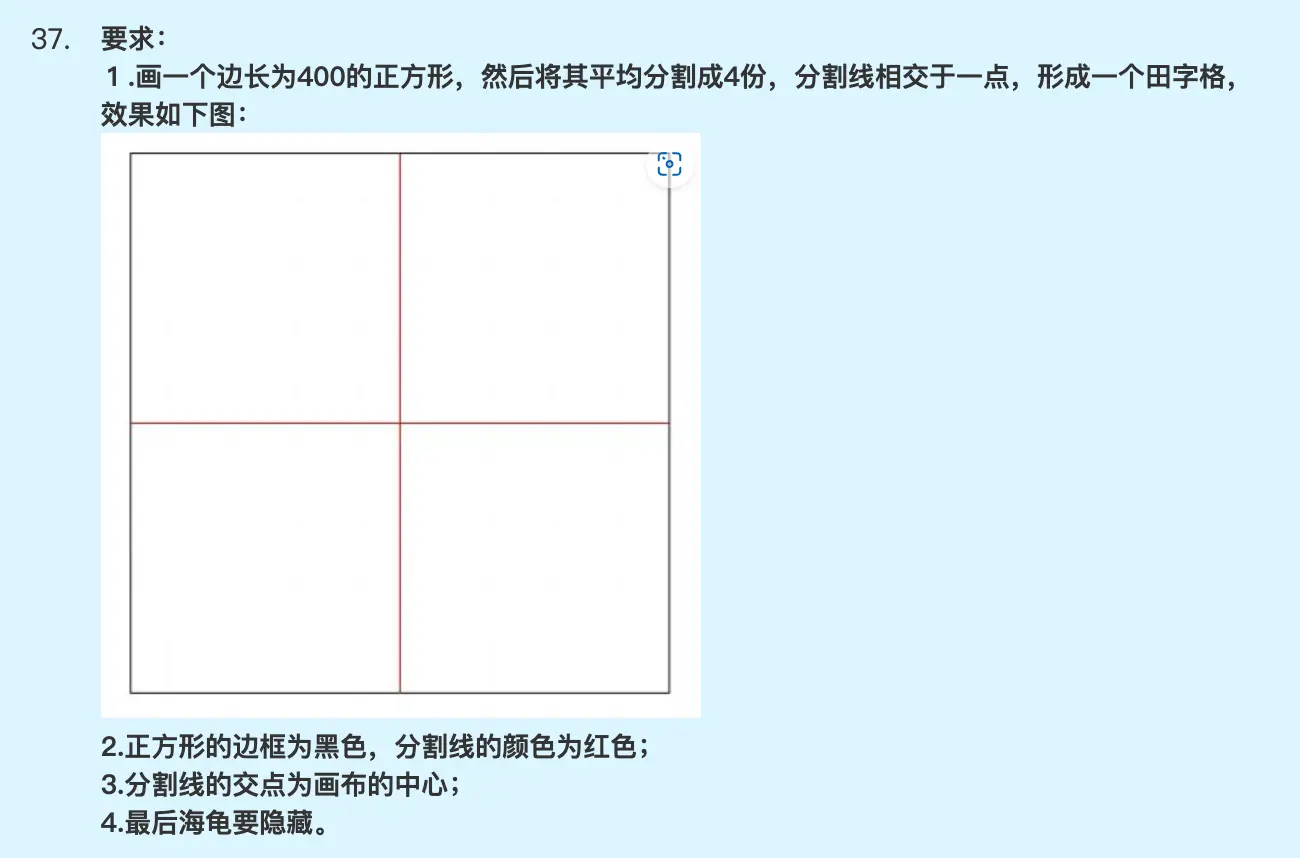 37. 要求：
1 .画一个边长为400的正方形，然后将其平均分割成4份，分割线相交于一点，形成一个田字格，
效果如下图：
2.正方形的边框为黑色，分割线的颜色为红色；
3.分割线的交点为画布的中心；
4.最后海龟要隐藏。